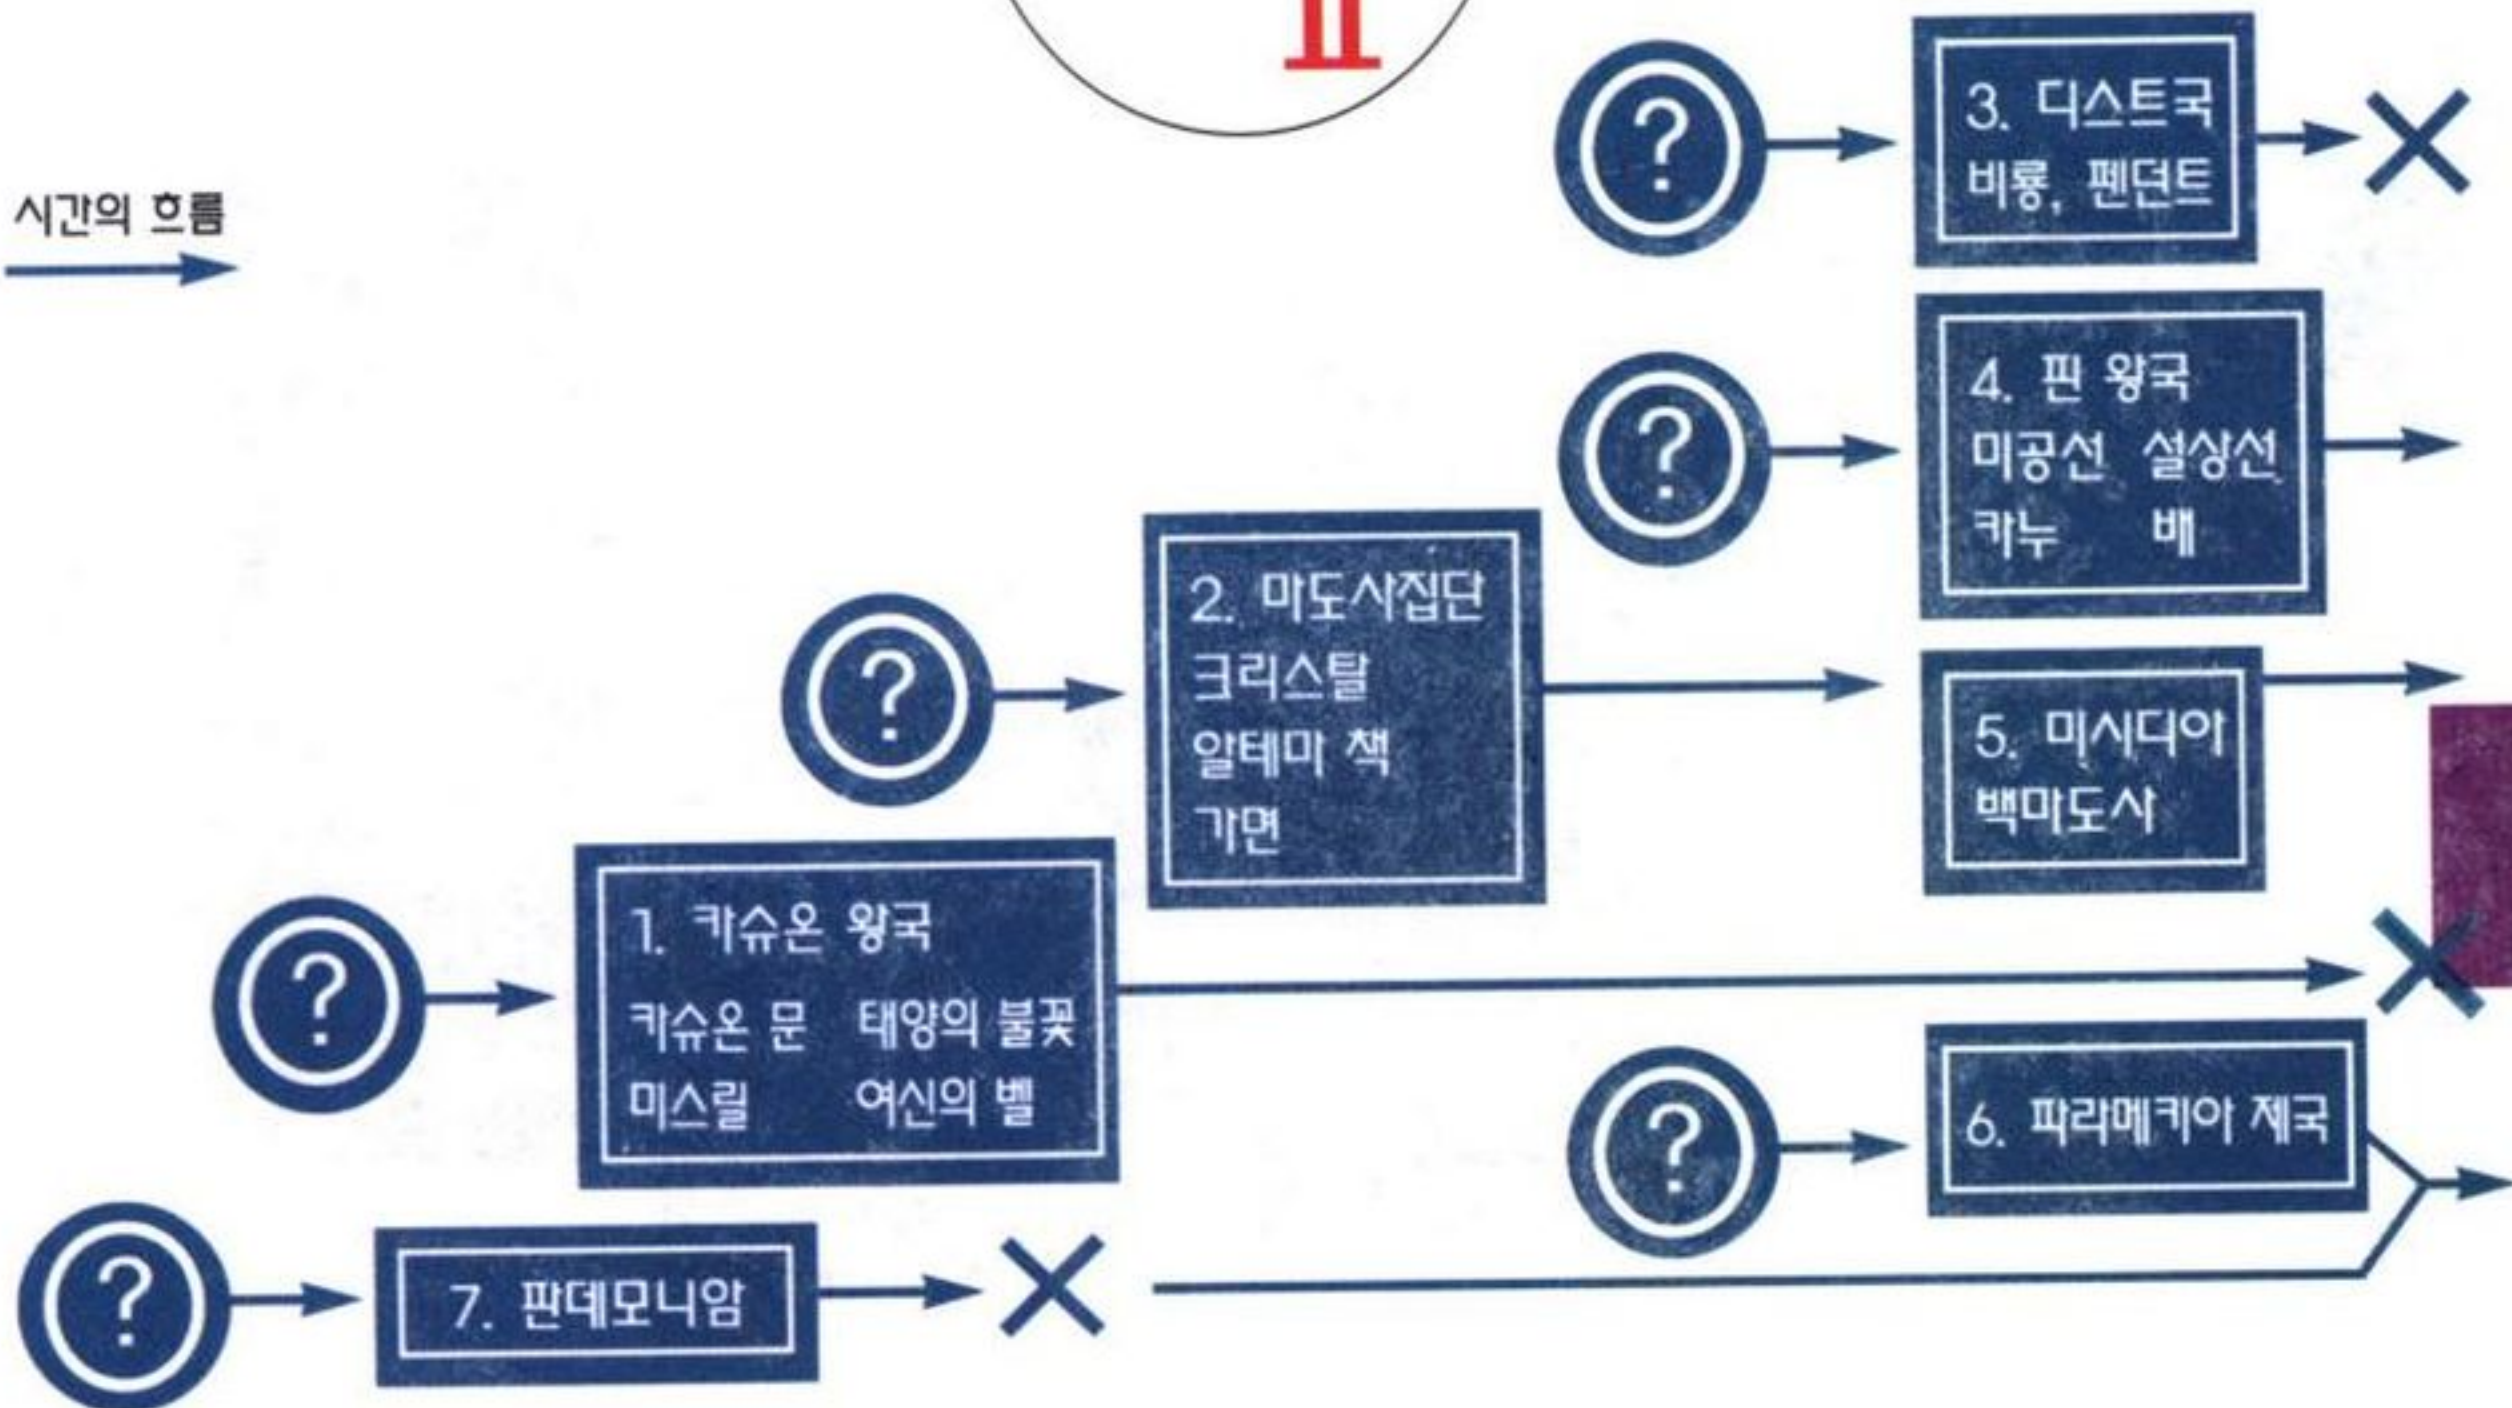 II
시간의 흐름
?
3. 디스트국
비룡, 펜던트
?
4. 핀 왕국
미공선 설상선
카누 배
?
2. 마도사집단
크리스탈
알테마 책
가면
5. 미시디아
백마도사
?
1. 카슈온 왕국
카슈온 문 태양의 불꽃
미스릴 여신의 벨
?
6. 파라메키아 제국
?
7. 판데모니암